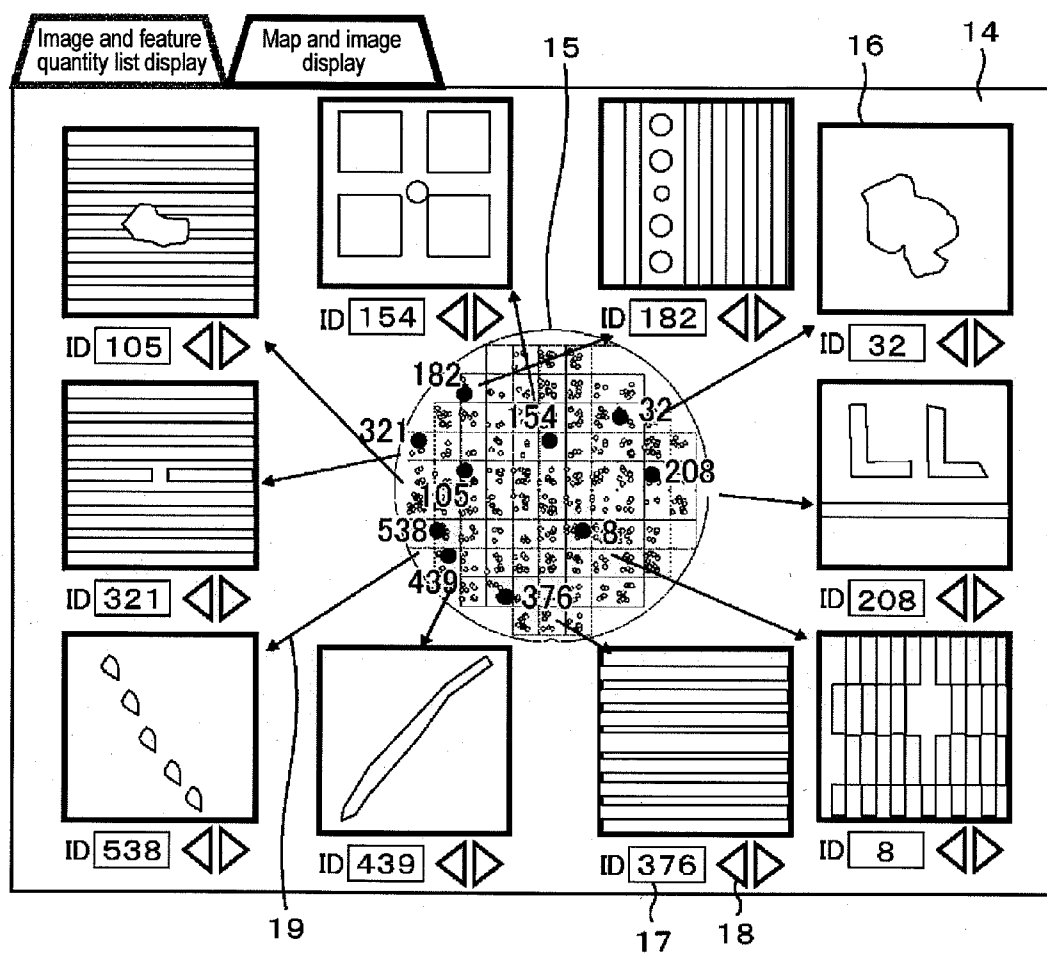 Image and feature
quantity list display
Map and image
display
15
16
14
ID 105
ID 154
ID 182
ID 32
182
154
32
321
208
105
538
8
439
376
ID 321
ID 208
ID 538
ID 439
ID 376
ID 8
19
17
18